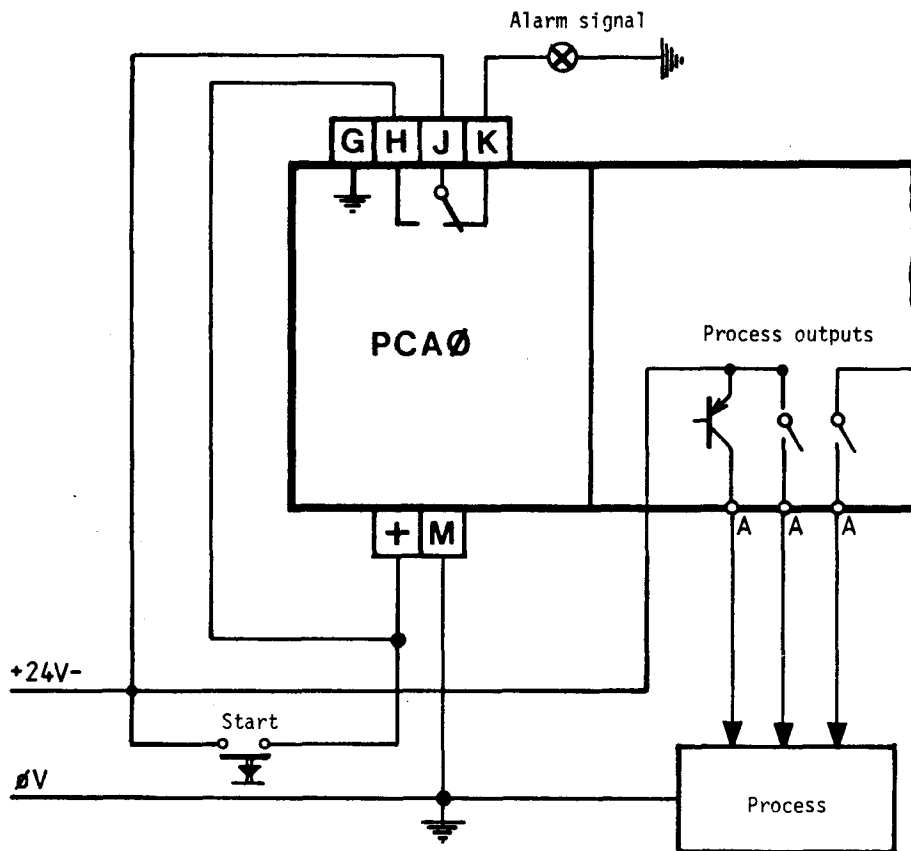 Alarm signal
G H J K
PCAØ
Process outputs
+ M
A A A
+24V-
Start
ØV
Process